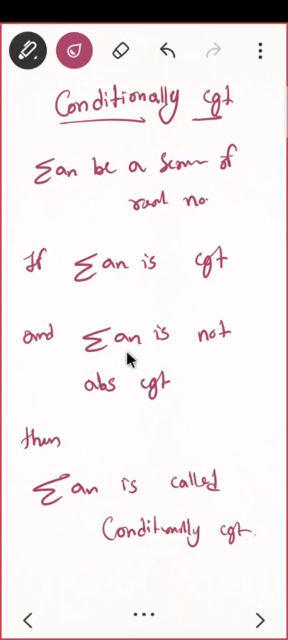 Conditionally cgt
Σan be a serm of
real no.
If Σan is cgt
and Σan is not
abs cgt
then
Σan is called
Conditionally cgt.